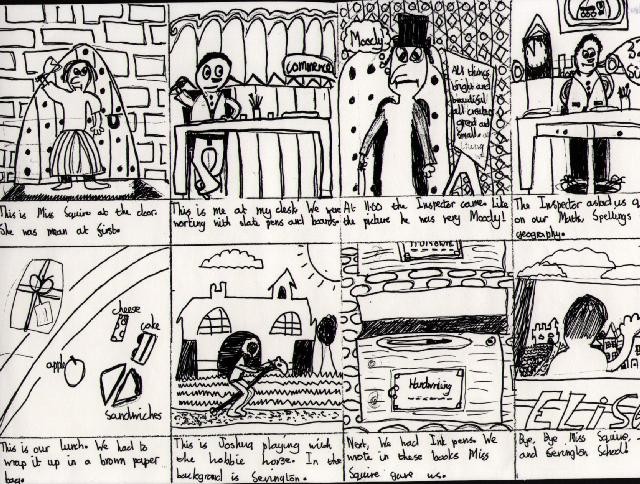 commerce
Moody
All things
bright and
beautiful
all creatures
great and
small.
This is Miss Squire at the door.
She was mean at first.
This is me at my desk. We were
working with slate pens and boards.
At 11:00 the Inspector came. Like
the picture he was very Moody!
The Inspector asked us q
on our Maths, Spellings
geography.
cheese
cake
apple
Sandwiches
Handwriting
ELiS
This is our lunch. We had to
wrap it up in a brown paper
bag.
This is Joshua playing with
the hobbie horse. In the
background is Sevington.
Next, We had Int pens. We
wrote in these books Miss
Squire gave us.
Bye, Bye Miss Squire,
and Sevington School.